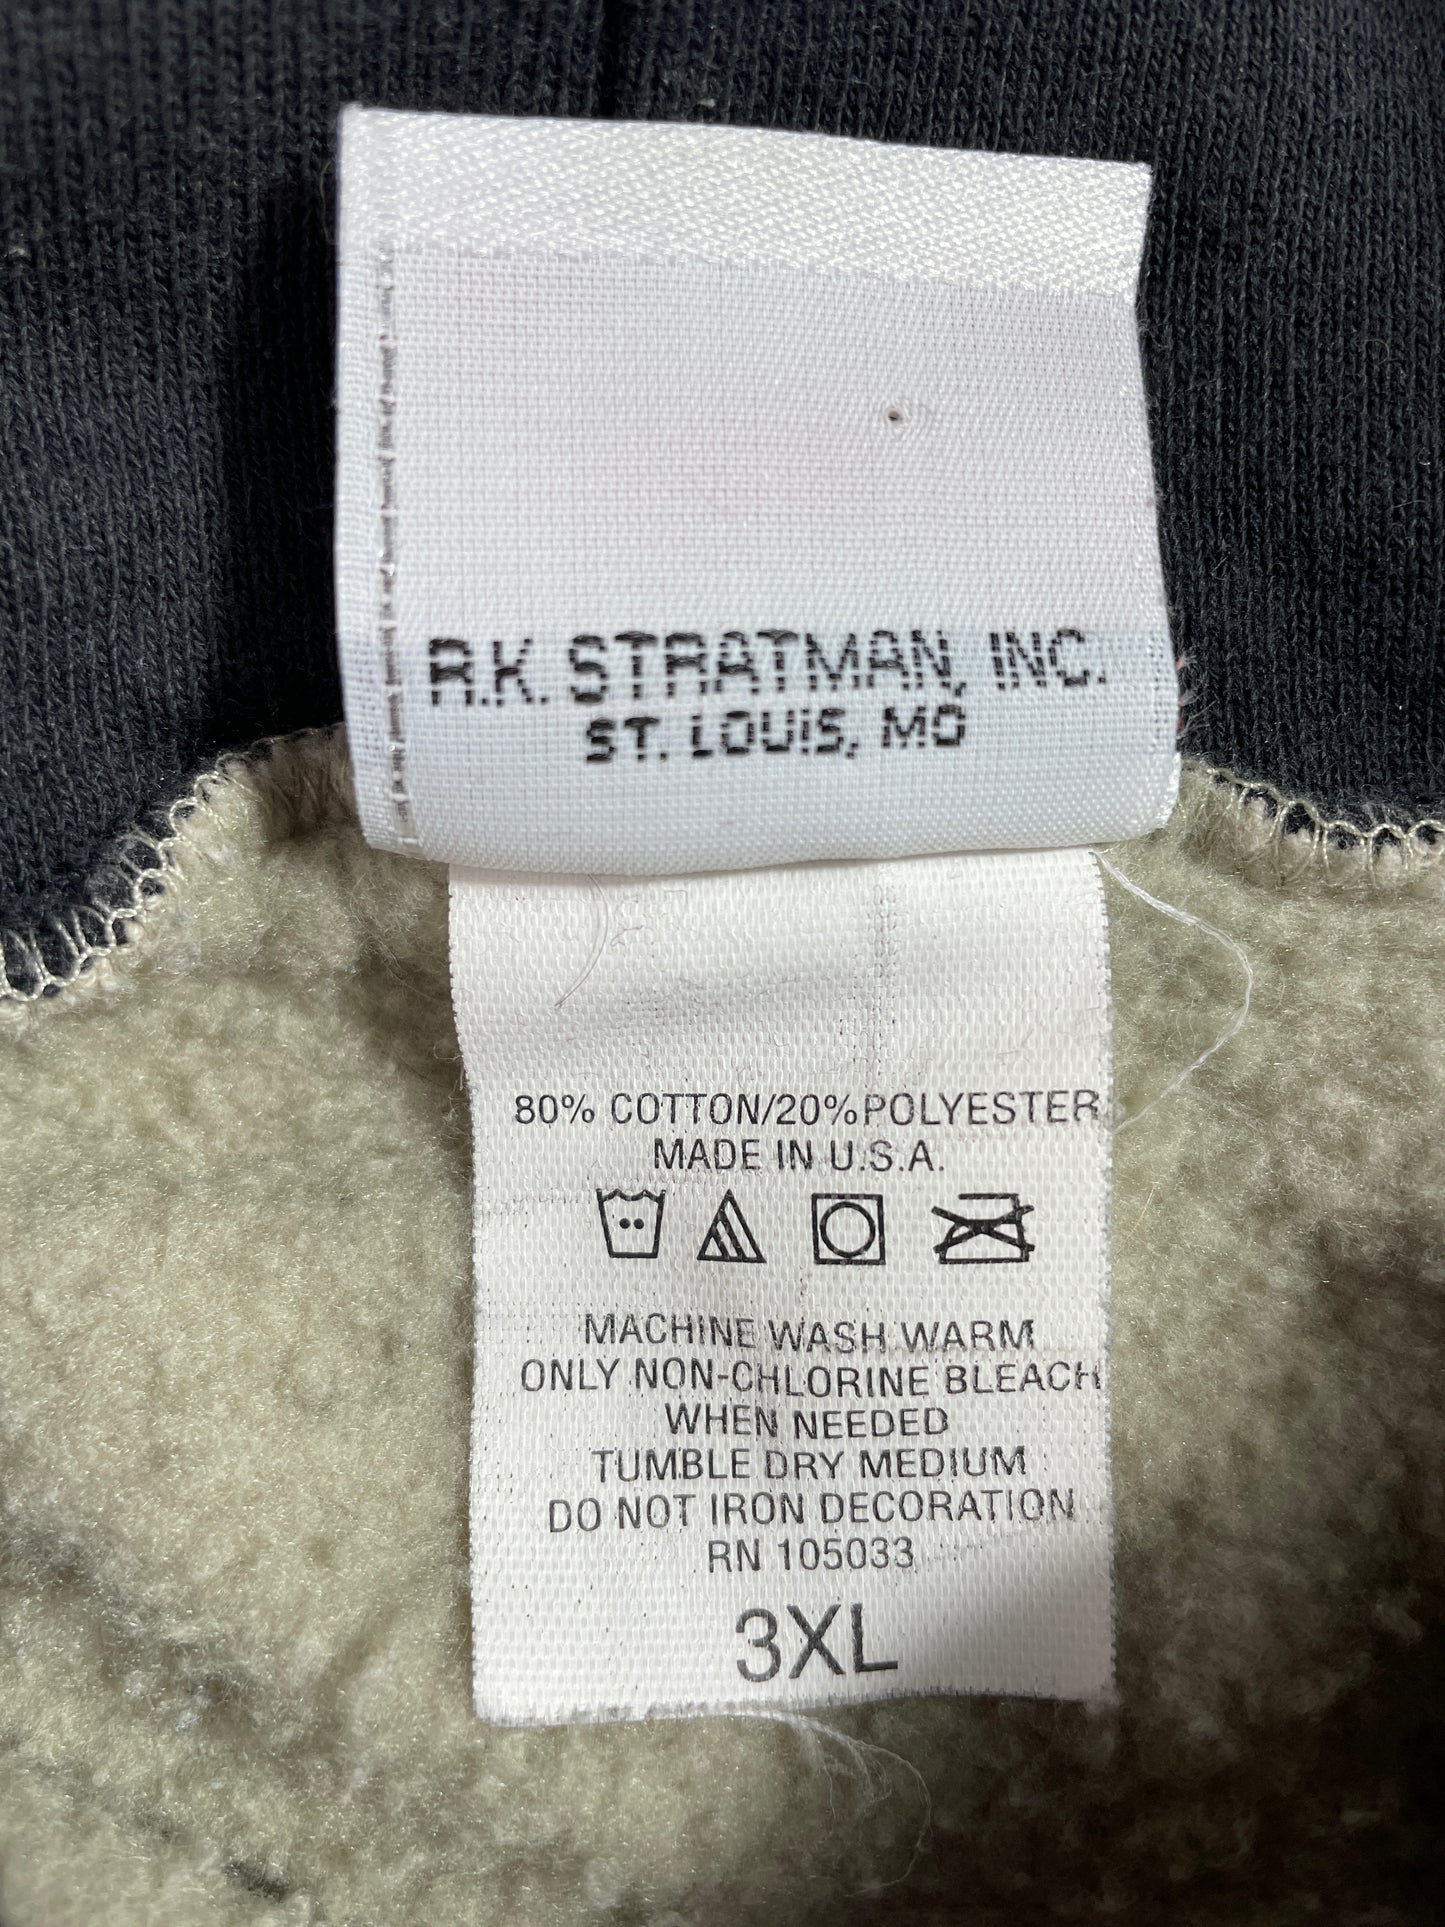 R.K. STRATMAN, INC.
ST. LOUIS, MO
80% COTTON/20% POLYESTER
MADE IN U.S.A.
MACHINE WASH WARM
ONLY NON-CHLORINE BLEACH
WHEN NEEDED
TUMBLE DRY MEDIUM
DO NOT IRON DECORATION
RN 105033
3XL